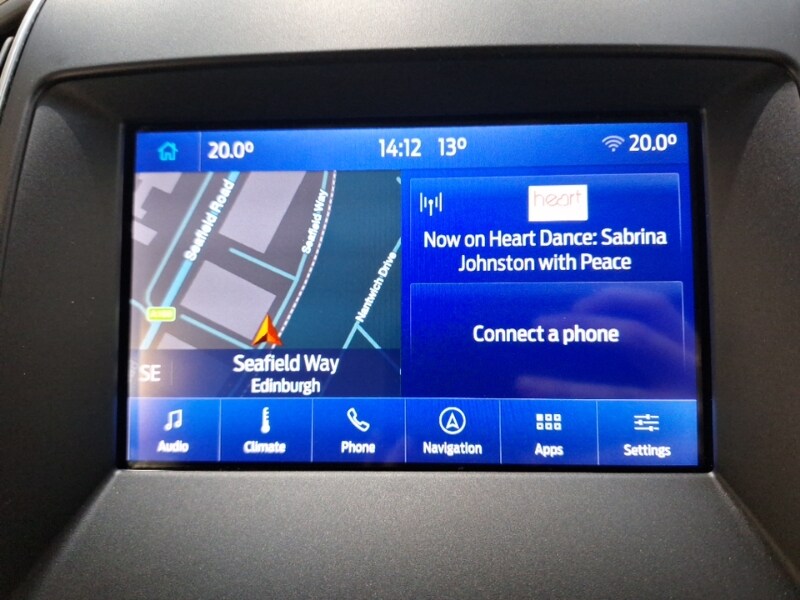 20.0º 14:12 13º 20.0º
Seafield Road
Seafield Way
Nantwich Drive
SE
Seafield Way
Edinburgh
heart
Now on Heart Dance: Sabrina
Johnston with Peace
Connect a phone
Audio Climate Phone Navigation Apps Settings